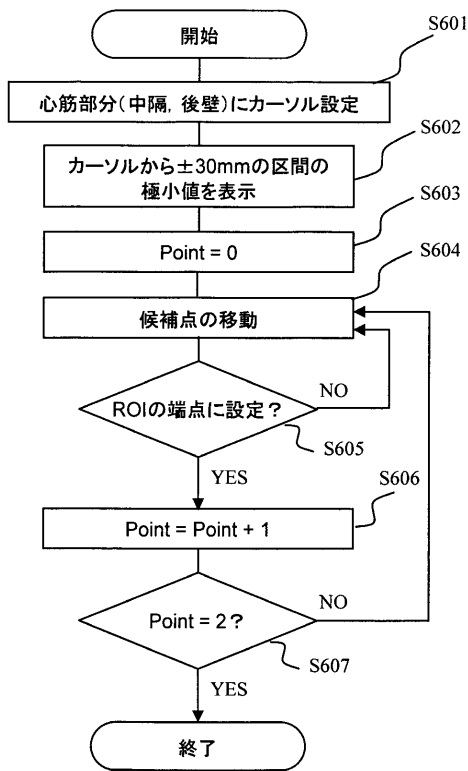 開始
S601
心筋部分(中隔, 後壁)にカーソル設定
S602
カーソルから±30mmの区間の
極小値を表示
S603
Point = 0
S604
候補点の移動
ROIの端点に設定?
NO
S605
YES
S606
Point = Point + 1
Point = 2?
NO
S607
YES
終了